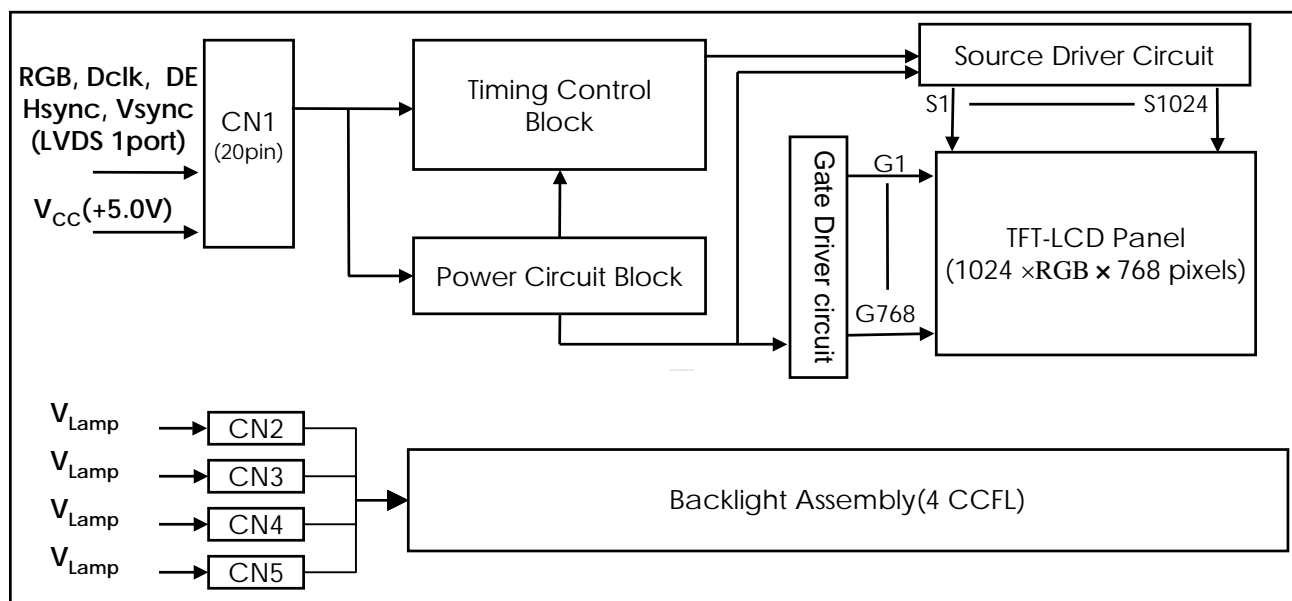 RGB, Dclk, DE
Hsync, Vsync
(LVDS 1port)
VCC(+5.0V)
CN1
(20pin)
Timing Control
Block
Power Circuit Block
Source Driver Circuit
S1
S1024
Gate Driver circuit
G1
G768
TFT-LCD Panel
(1024 ×RGB × 768 pixels)
VLamp
CN2
VLamp
CN3
VLamp
CN4
VLamp
CN5
Backlight Assembly(4 CCFL)